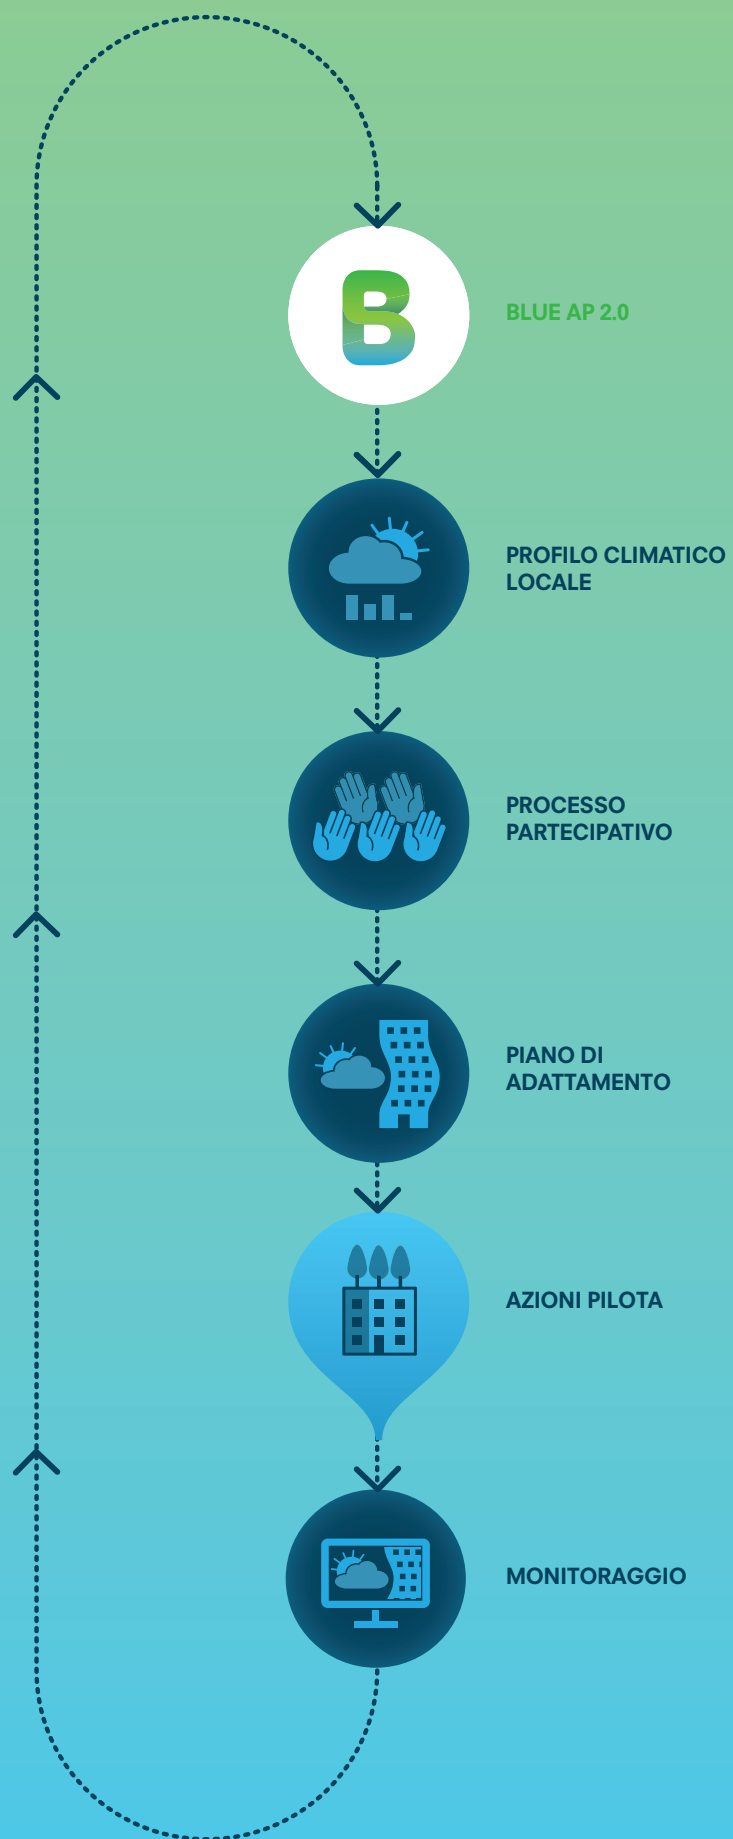 B
BLUE AP 2.0
PROFILO CLIMATICO
LOCALE
PROCESSO
PARTECIPATIVO
PIANO DI
ADATTAMENTO
AZIONI PILOTA
MONITORAGGIO